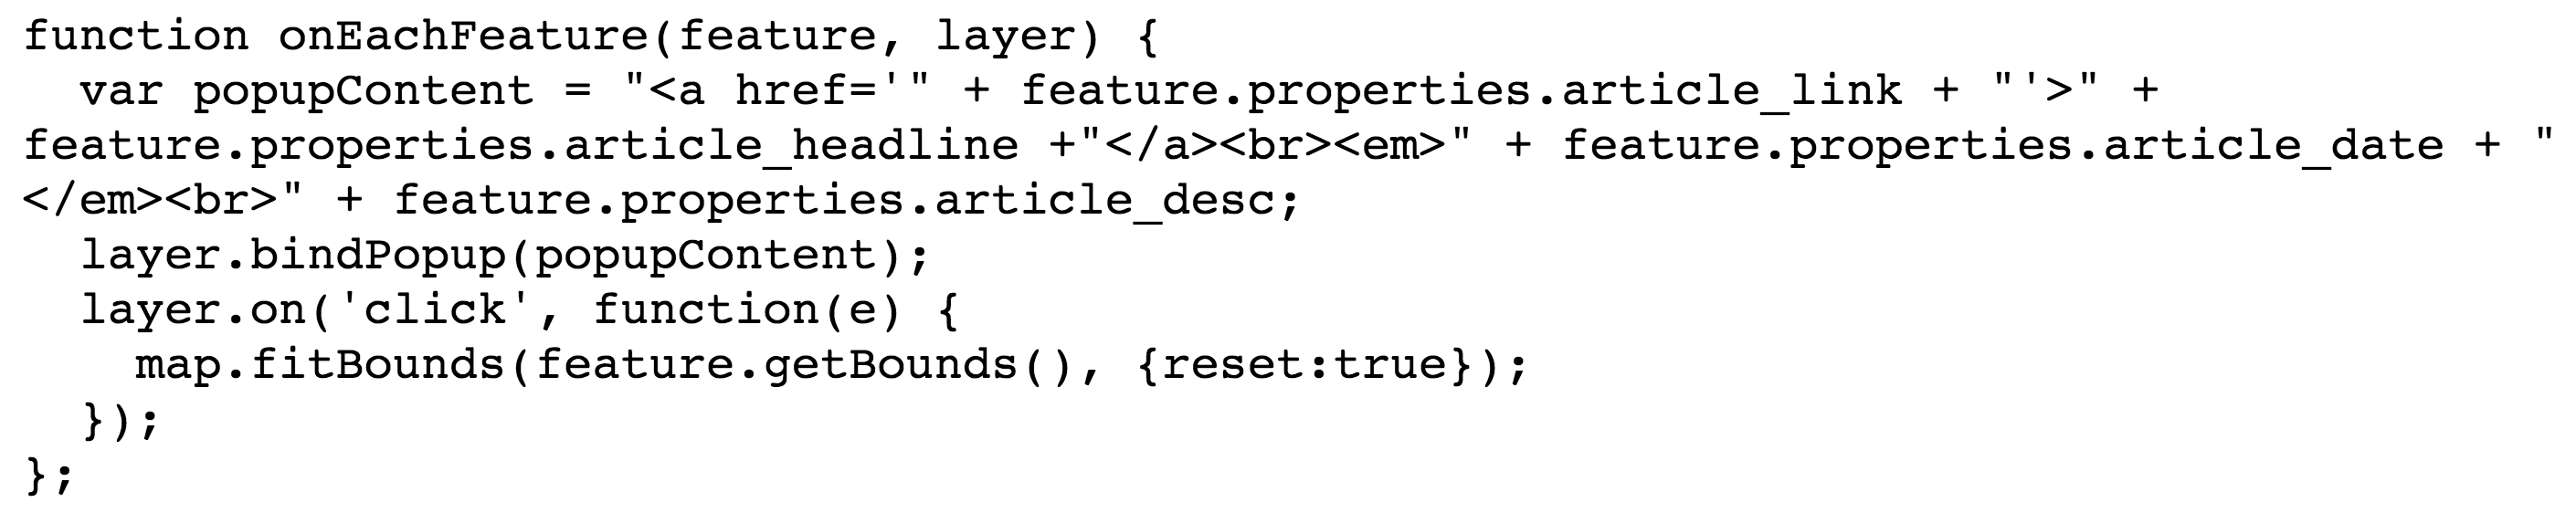 function onEachFeature(feature, layer) {
  var popupContent = "<a href='" + feature.properties.article_link + "'>" +
feature.properties.article_headline +"</a><br><em>" + feature.properties.article_date + "
</em><br>" + feature.properties.article_desc;
  layer.bindPopup(popupContent);
  layer.on('click', function(e) {
    map.fitBounds(feature.getBounds(), {reset:true});
  });
};